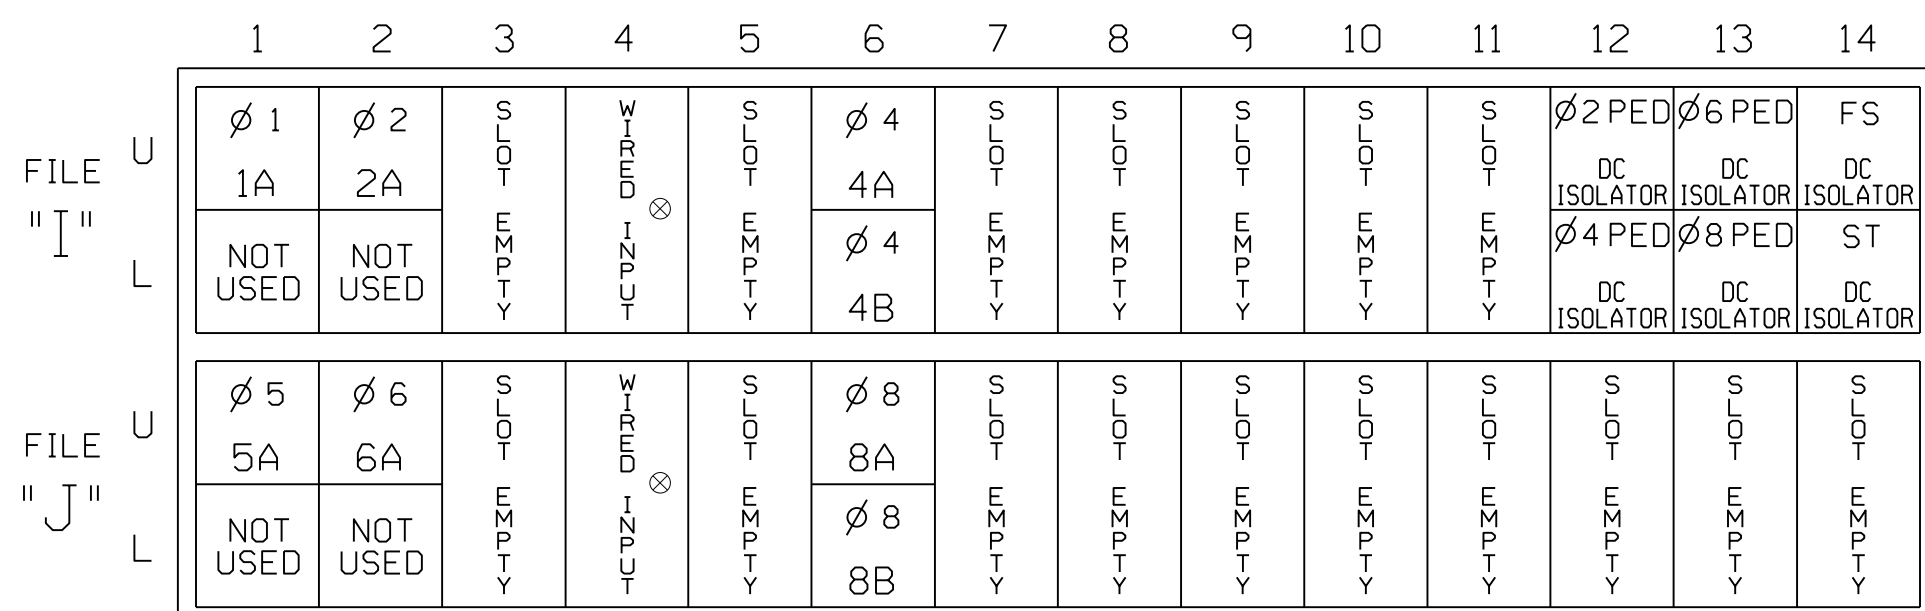 1 2 3 4 5 6 7 8 9 10 11 12 13 14
FILE "I"
U
L
Ø 1
1A
NOT
USED
Ø 2
2A
NOT
USED
SLOT EMPTY
WIRED INPUT
⊗
SLOT EMPTY
Ø 4
4A
Ø 4
4B
SLOT EMPTY
SLOT EMPTY
SLOT EMPTY
SLOT EMPTY
SLOT EMPTY
Ø2 PED
DC
ISOLATOR
Ø4 PED
DC
ISOLATOR
Ø6 PED
DC
ISOLATOR
Ø8 PED
DC
ISOLATOR
FS
DC
ISOLATOR
ST
DC
ISOLATOR
FILE "J"
U
L
Ø 5
5A
NOT
USED
Ø 6
6A
NOT
USED
SLOT EMPTY
WIRED INPUT
⊗
SLOT EMPTY
Ø 8
8A
Ø 8
8B
SLOT EMPTY
SLOT EMPTY
SLOT EMPTY
SLOT EMPTY
SLOT EMPTY
SLOT EMPTY
SLOT EMPTY
SLOT EMPTY